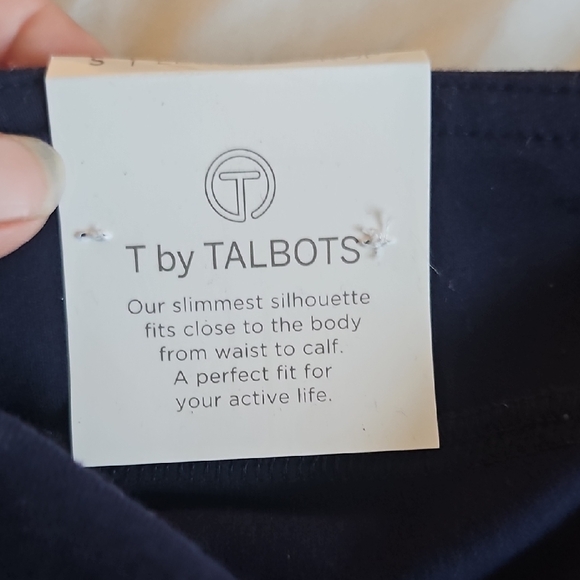 T
T by TALBOTS
Our slimmest silhouette
fits close to the body
from waist to calf.
A perfect fit for
your active life.